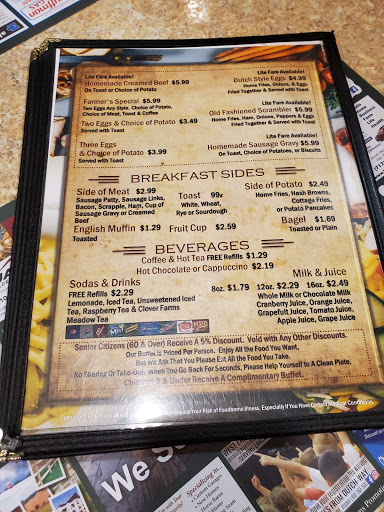 Lite Fare Available!
Homemade Creamed Beef $5.99
On Toast or Choice of Potato
Farmer's Special $5.99
Two Eggs Any Style, Choice of Potato,
Choice of Meat, Toast & Coffee
Two Eggs & Choice of Potato $3.49
Served with Toast
Three Eggs
& Choice of Potato $3.99
Served with Toast
Lite Fare Available!
Dutch Style Eggs $4.99
Home Fries, Onions, & Eggs
Fried Together & Served with Toast
Lite Fare Available!
Old Fashioned Scrambler $5.99
Home Fries, Ham, Onions, Peppers & Eggs
Fried Together & Served with Toast
Lite Fare Available!
Homemade Sausage Gravy $5.99
On Toast, Choice of Potatoes, or Biscuits
BREAKFAST SIDES
Side of Meat $2.99
Sausage Patty, Sausage Links,
Bacon, Scrapple, Ham, Cup of
Sausage Gravy or Creamed
Beef
English Muffin $1.29
Toasted
Toast 99¢
White, Wheat,
Rye or Sourdough
Fruit Cup $2.59
Side of Potato $2.49
Home Fries, Hash Browns,
Cottage Fries,
or Potato Pancakes
Bagel $1.69
Toasted or Plain
BEVERAGES
Coffee & Hot Tea FREE Refills $1.29
Hot Chocolate or Cappuccino $2.19
Sodas & Drinks
FREE Refills $2.29
Lemonade, Iced Tea, Unsweetened Iced
Tea, Raspberry Tea & Clover Farms
Meadow Tea
Milk & Juice
8oz. $1.79 12oz. $2.29 16oz. $2.49
Whole Milk or Chocolate Milk
Cranberry Juice, Orange Juice,
Grapefruit Juice, Tomato Juice,
Apple Juice, Grape Juice
Senior Citizens (60 & Over) Receive A 5% Discount. Void with Any Other Discounts.
Our Buffet is Priced Per Person. Enjoy All the Food You Want,
But We Ask That You Please Eat All the Food You Take.
No Sharing Or Take-Out. When You Go Back For Seconds, Please Help Yourself to A Clean Plate.
& Under Receive A Complimentary Buffet.
Your Risk of Foodborne Illness, Especially If You Have Certain Medical Conditions.
We S
Specializing in...